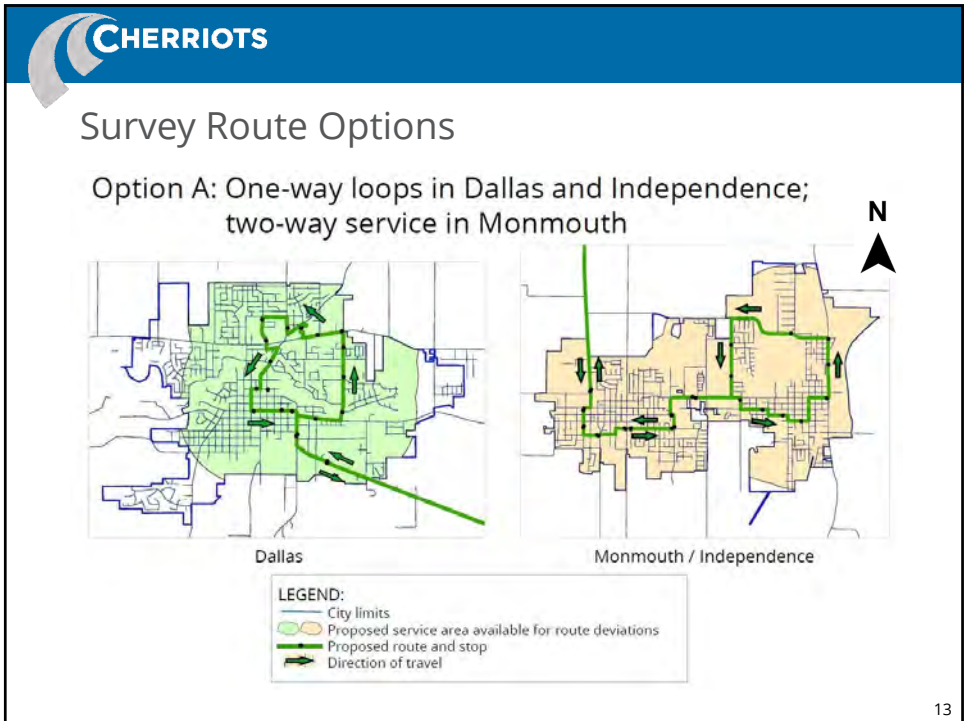 CHERRIOTS
Survey Route Options
Option A: One-way loops in Dallas and Independence;
two-way service in Monmouth
N
Dallas
Monmouth / Independence
LEGEND:
City limits
Proposed service area available for route deviations
Proposed route and stop
Direction of travel
13